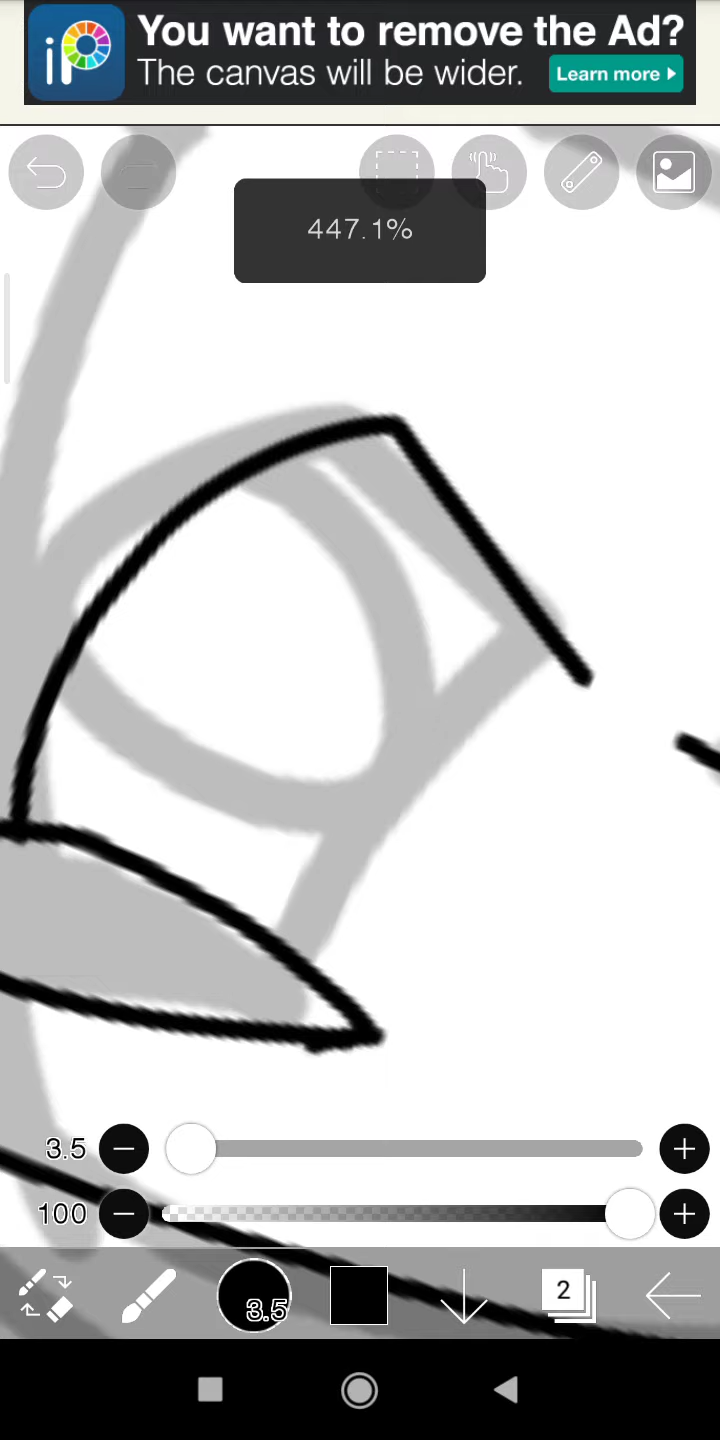 iP
You want to remove the Ad?
The canvas will be wider.
Learn more
447.1%
3.5
100
3.5
2